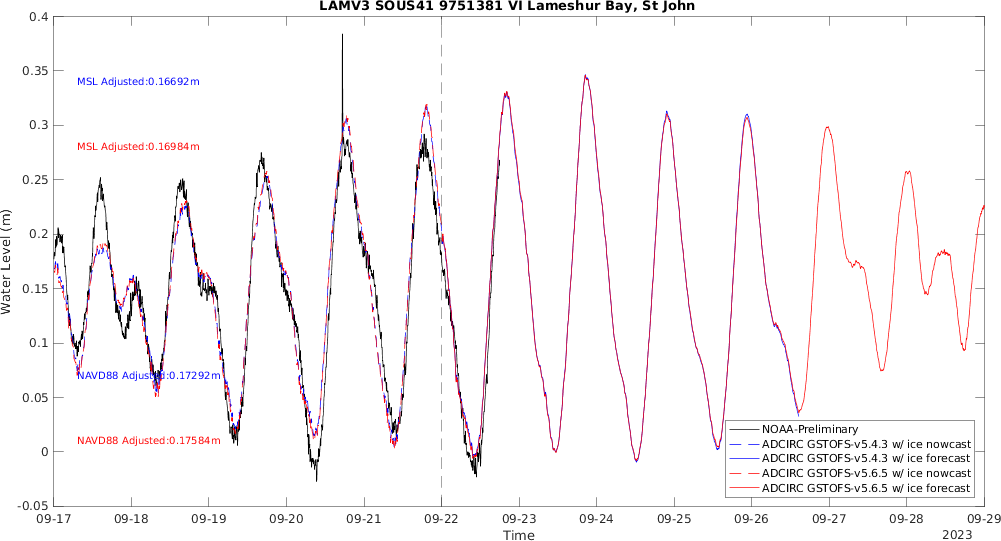 LAMV3 SOUS41 9751381 VI Lameshur Bay, St John
0.4
0.35
0.3
0.25
0.2
0.15
0.1
0.05
0
-0.05
Water Level (m)
MSL Adjusted:0.16692m
MSL Adjusted:0.16984m
NAVD88 Adjusted:0.17292m
NAVD88 Adjusted:0.17584m
NOAA-Preliminary
ADCIRC GSTOFS-v5.4.3 w/ ice nowcast
ADCIRC GSTOFS-v5.4.3 w/ ice forecast
ADCIRC GSTOFS-v5.6.5 w/ ice nowcast
ADCIRC GSTOFS-v5.6.5 w/ ice forecast
09-17 09-18 09-19 09-20 09-21 09-22 09-23 09-24 09-25 09-26 09-27 09-28 09-29
2023
Time